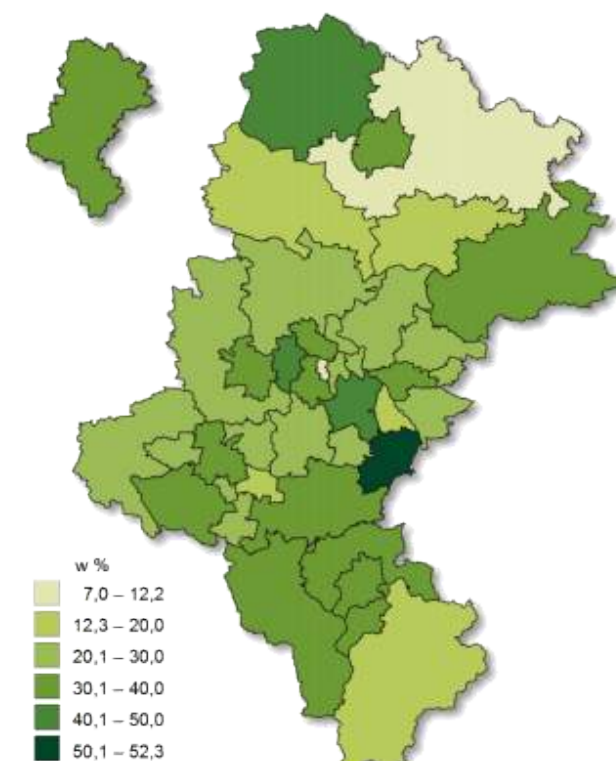 w %
7,0 – 12,2
12,3 – 20,0
20,1 – 30,0
30,1 – 40,0
40,1 – 50,0
50,1 – 52,3